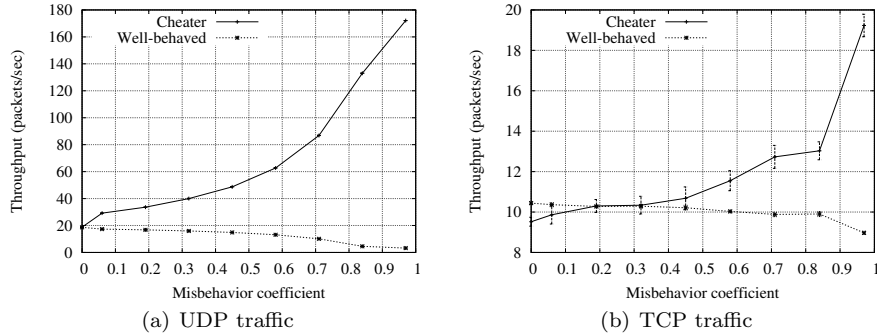 Throughput (packets/sec)
180
160
140
120
100
80
60
40
20
0
Cheater
Well-behaved
0 0.1 0.2 0.3 0.4 0.5 0.6 0.7 0.8 0.9 1
Misbehavior coefficient
(a) UDP traffic
Throughput (packets/sec)
20
18
16
14
12
10
8
Cheater
Well-behaved
0 0.1 0.2 0.3 0.4 0.5 0.6 0.7 0.8 0.9 1
Misbehavior coefficient
(b) TCP traffic